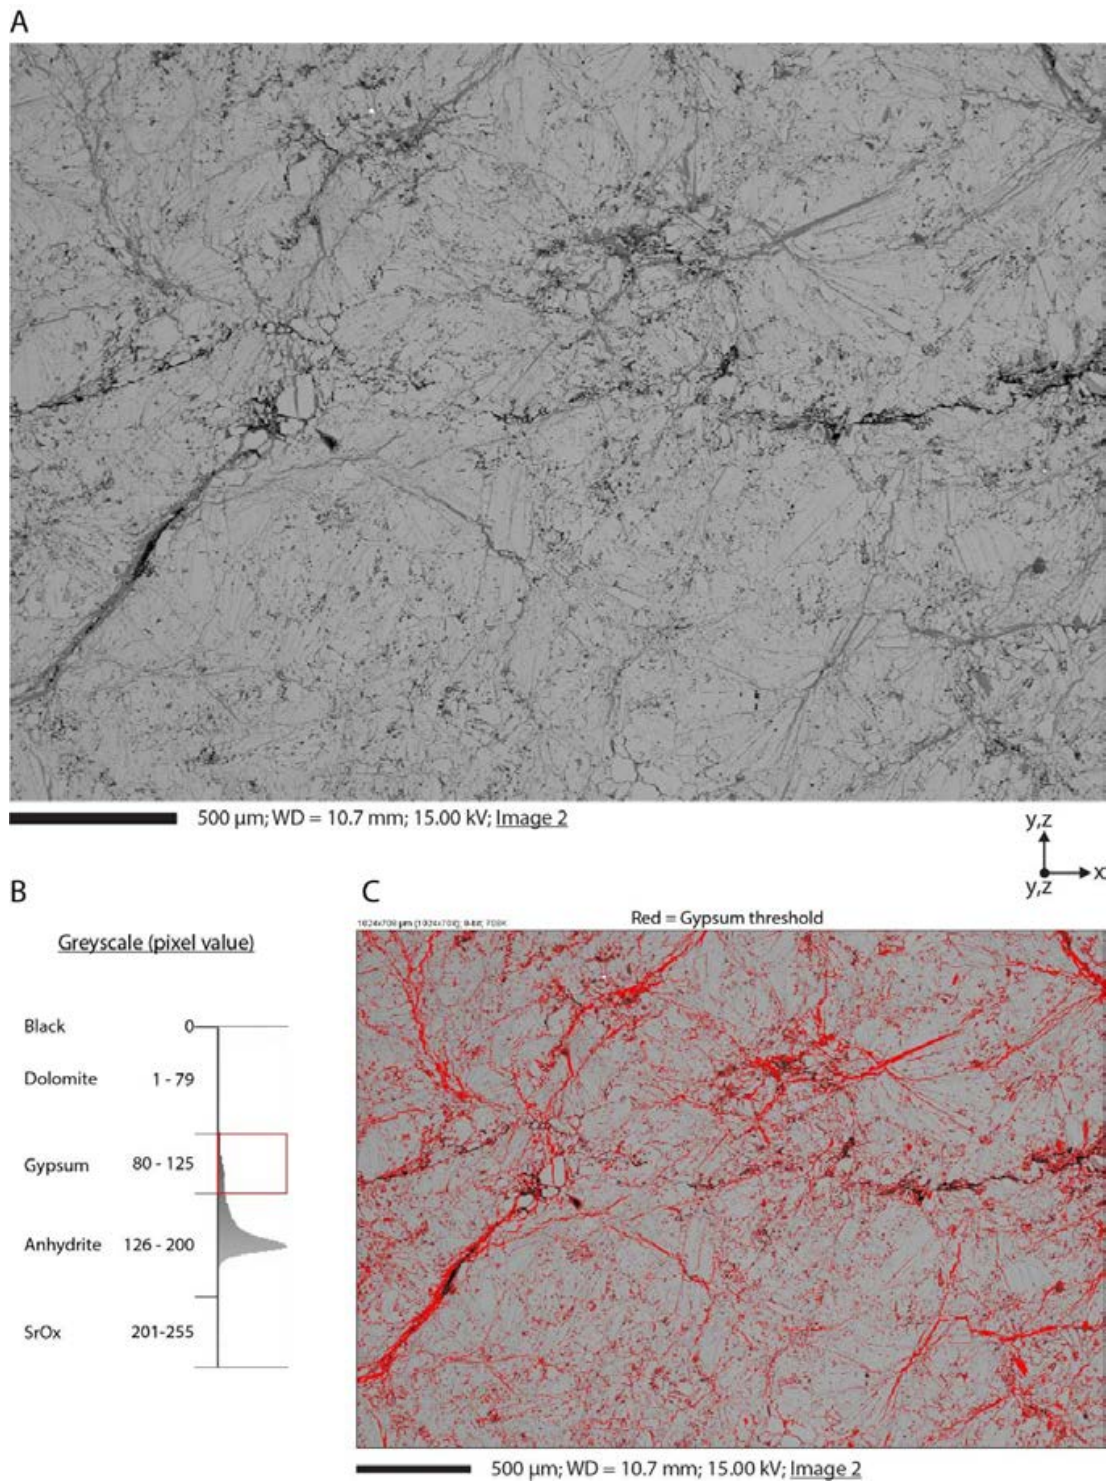 A
500 µm; WD = 10.7 mm; 15.00 kV; Image 2
y,z
x
y,z
B
Greyscale (pixel value)
Black 0
Dolomite 1 - 79
Gypsum 80 - 125
Anhydrite 126 - 200
SrOx 201-255
C
Red = Gypsum threshold
500 µm; WD = 10.7 mm; 15.00 kV; Image 2